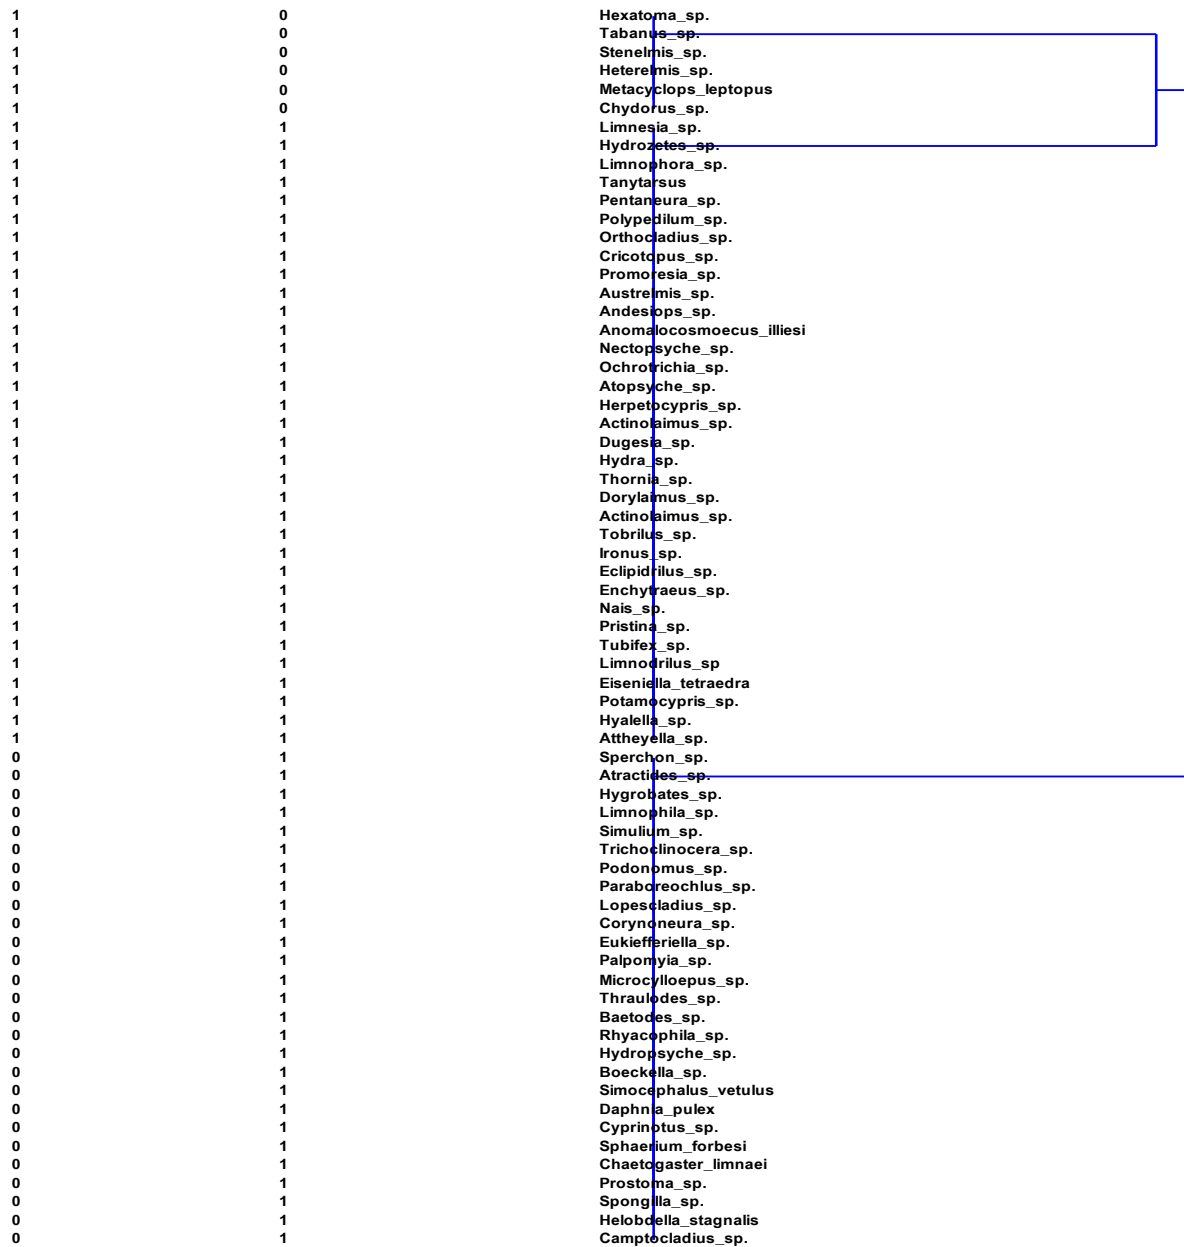 1 0 Hexatoma_sp.
1 0 Tabanus_sp.
1 0 Stenelmis_sp.
1 0 Heterelmis_sp.
1 0 Metacyclops_leptopus
1 0 Chydorus_sp.
1 1 Limnesia_sp.
1 1 Hydrozetes_sp.
1 1 Limnophora_sp.
1 1 Tanytarsus
1 1 Pentaneura_sp.
1 1 Polypedilum_sp.
1 1 Orthocladius_sp.
1 1 Cricotopus_sp.
1 1 Promoresia_sp.
1 1 Austrelmis_sp.
1 1 Andesiops_sp.
1 1 Anomalocosmoecus_illiesi
1 1 Nectopsyche_sp.
1 1 Ochrotrichia_sp.
1 1 Atopsyche_sp.
1 1 Herpetocypris_sp.
1 1 Actinolaimus_sp.
1 1 Dugesia_sp.
1 1 Hydra_sp.
1 1 Thornia_sp.
1 1 Dorylaimus_sp.
1 1 Actinolaimus_sp.
1 1 Tobrilus_sp.
1 1 Ironus_sp.
1 1 Eclipidrilus_sp.
1 1 Enchytraeus_sp.
1 1 Nais_sp.
1 1 Pristina_sp.
1 1 Tubifex_sp.
1 1 Limnodrilus_sp
1 1 Eiseniella_tetraedra
1 1 Potamocypris_sp.
1 1 Hyalella_sp.
1 1 Attheyella_sp.
0 1 Sperchon_sp.
0 1 Atractides_sp.
0 1 Hygrobates_sp.
0 1 Limnophila_sp.
0 1 Simulium_sp.
0 1 Trichoclinocera_sp.
0 1 Podonomus_sp.
0 1 Paraboreochlus_sp.
0 1 Lopescladius_sp.
0 1 Corynoneura_sp.
0 1 Eukiefferiella_sp.
0 1 Palpomyia_sp.
0 1 Microcylloepus_sp.
0 1 Thraulodes_sp.
0 1 Baetodes_sp.
0 1 Rhyacophila_sp.
0 1 Hydropsyche_sp.
0 1 Boeckella_sp.
0 1 Simocephalus_vetulus
0 1 Daphnia_pulex
0 1 Cyprinotus_sp.
0 1 Sphaerium_forbesi
0 1 Chaetogaster_limnaei
0 1 Prostoma_sp.
0 1 Spongilla_sp.
0 1 Helobdella_stagnalis
0 1 Camptocladius_sp.